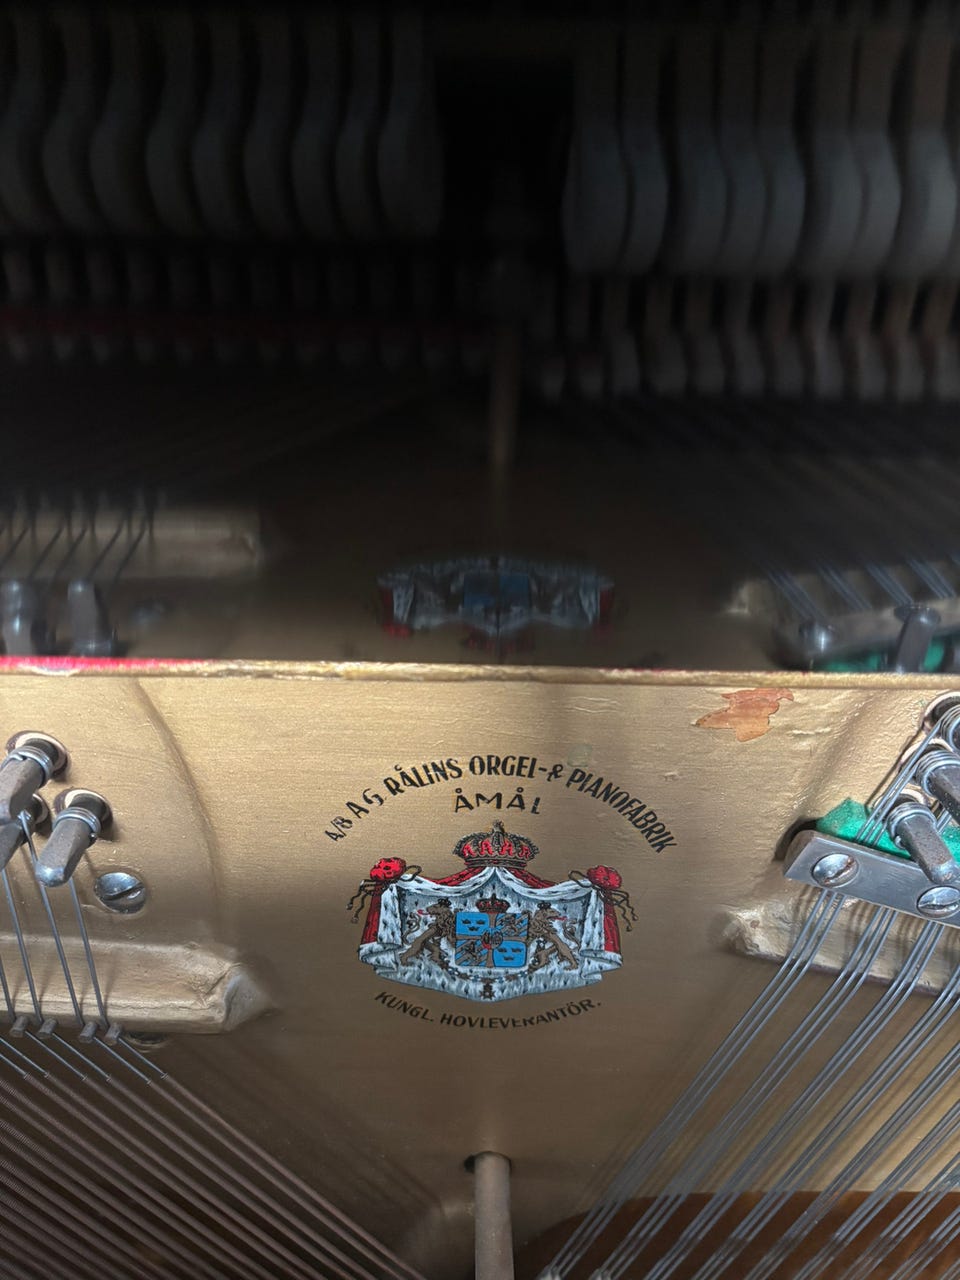 A/B A G. RÅLINS ORGEL-& PIANOFABRIK
ÅMÅL
KUNGL. HOVLEVERANTÖR.